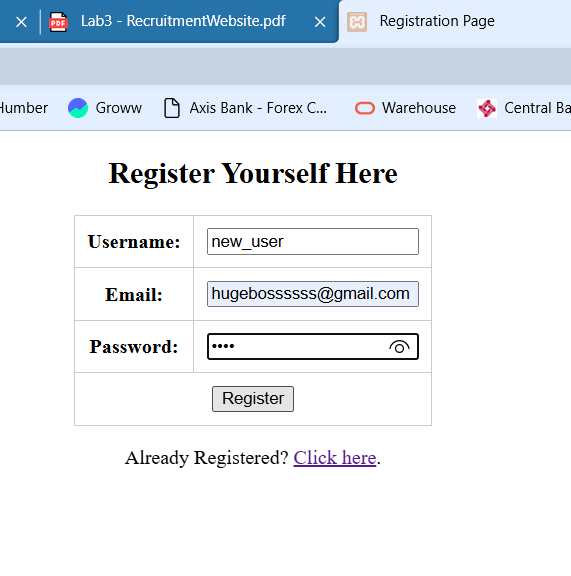 Lab3 - RecruitmentWebsite.pdf
Registration Page
Humber
Groww
Axis Bank - Forex C...
Warehouse
Central Ba
Register Yourself Here
Username:
new_user
Email:
hugebossssss@gmail.com
Password:
••••
Register
Already Registered? Click here.